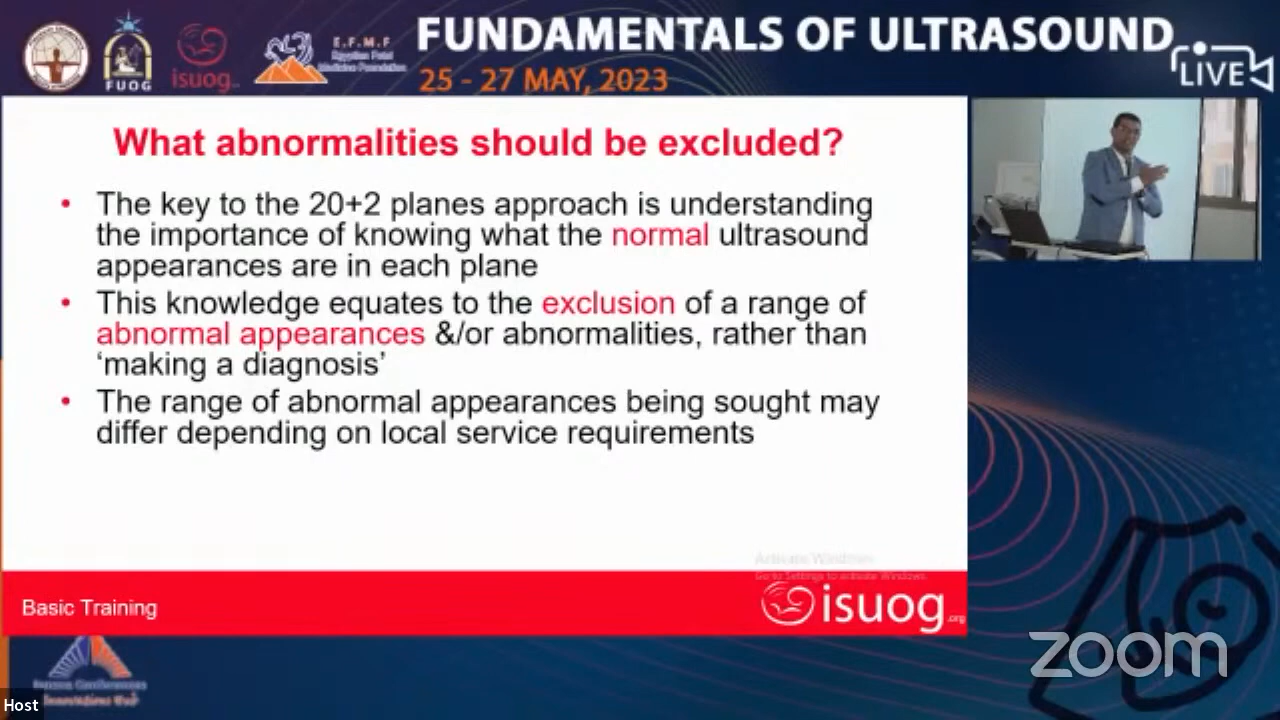 FUNDAMENTALS OF ULTRASOUND
25 - 27 MAY, 2023
LIVE
FUOG
isuog
E.F.M.F
Egyptian Fetal
Medicine Foundation
What abnormalities should be excluded?
• The key to the 20+2 planes approach is understanding
the importance of knowing what the normal ultrasound
appearances are in each plane
• This knowledge equates to the exclusion of a range of
abnormal appearances &/or abnormalities, rather than
‘making a diagnosis’
• The range of abnormal appearances being sought may
differ depending on local service requirements
Activate Windows
Go to Settings to activate Windows.
Basic Training
isuog.org
zoom
Host